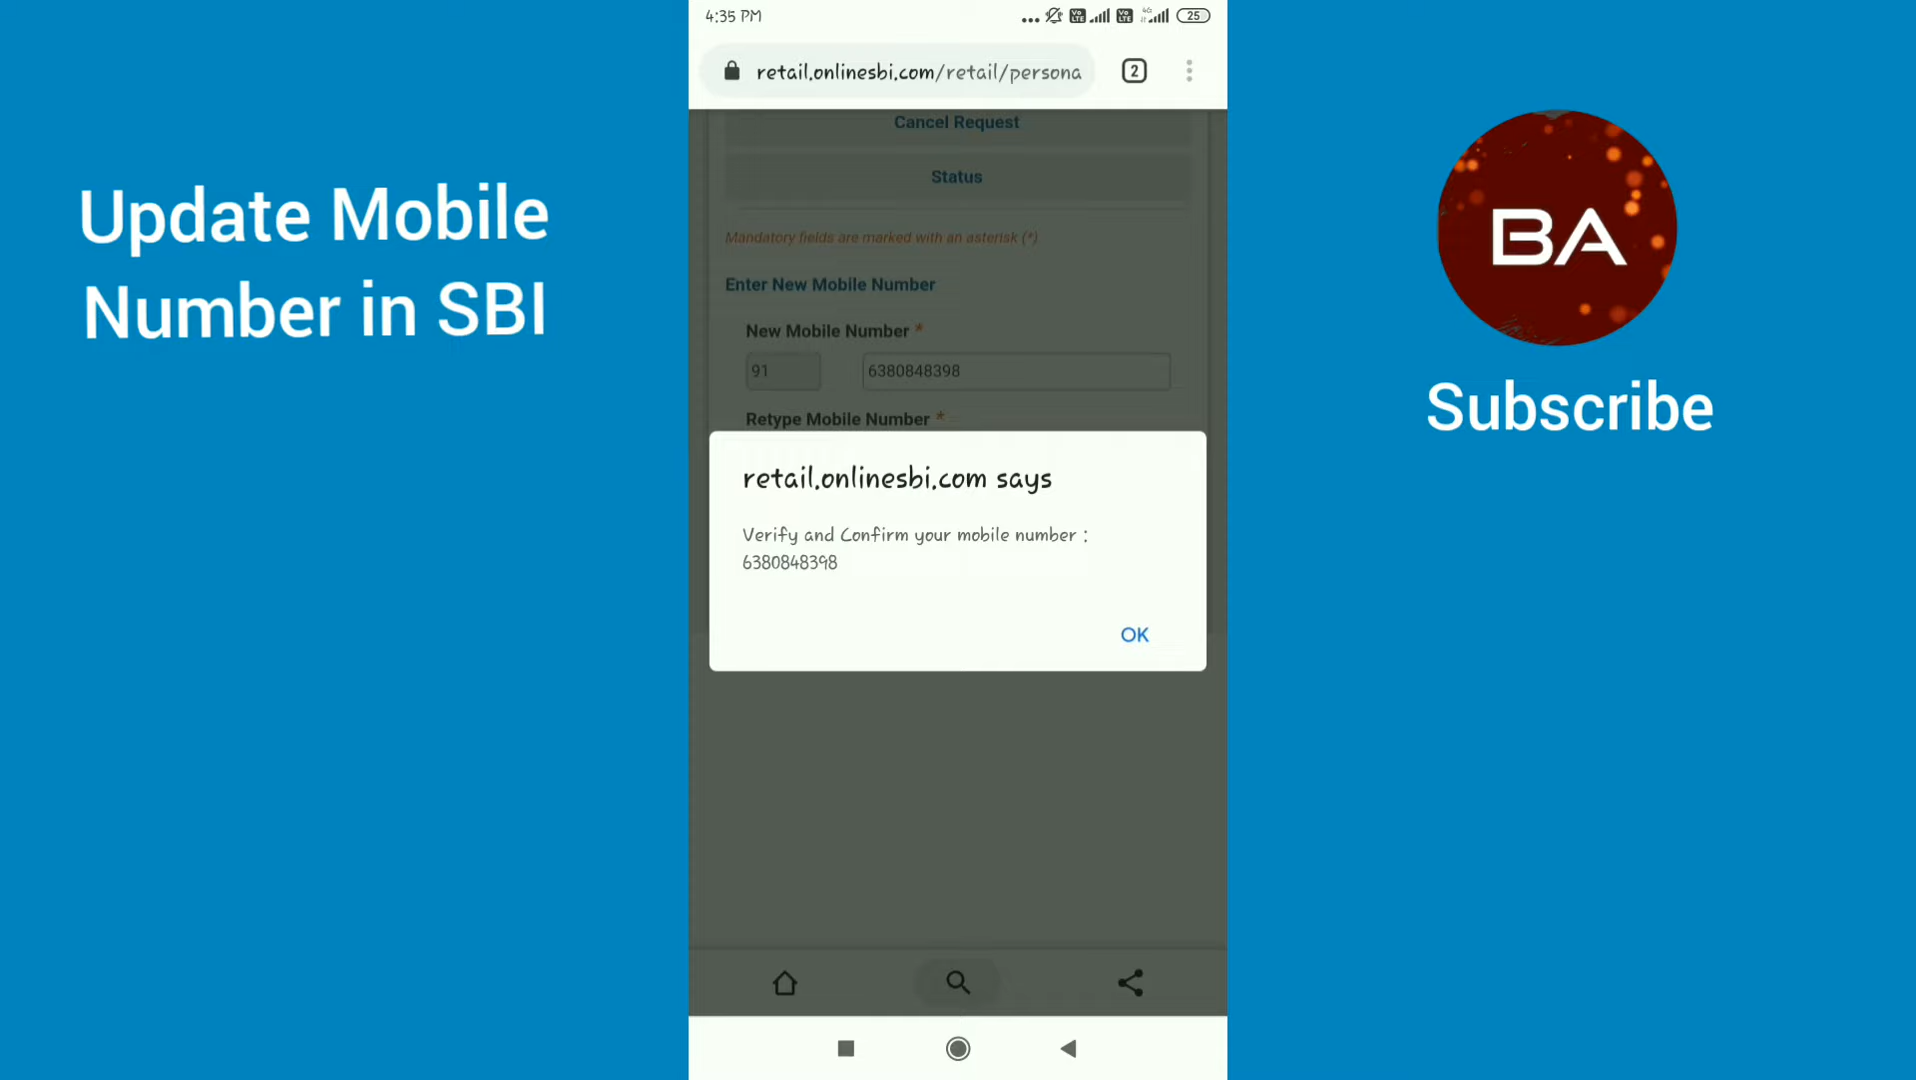 4:35 PM
25
retail.onlinesbi.com/retail/persona
2
Cancel Request
Status
Mandatory fields are marked with an asterisk (*)
Enter New Mobile Number
New Mobile Number *
91 6380848398
Retype Mobile Number *
retail.onlinesbi.com says
Verify and Confirm your mobile number :
6380848398
OK
Update Mobile
Number in SBI
BA
Subscribe